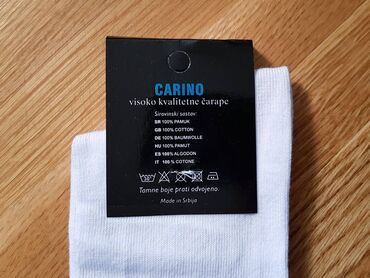 CARINO
visoko kvalitetne čarape
Sirovinski sastav:
SR 100% PAMUK
GB 100% COTTON
DE 100% BAUMWOLLE
HU 100% PAMUT
ES 100% ALGODON
IT 100 % COTONE
Tamne boje prati odvojeno.
Made in Srbija